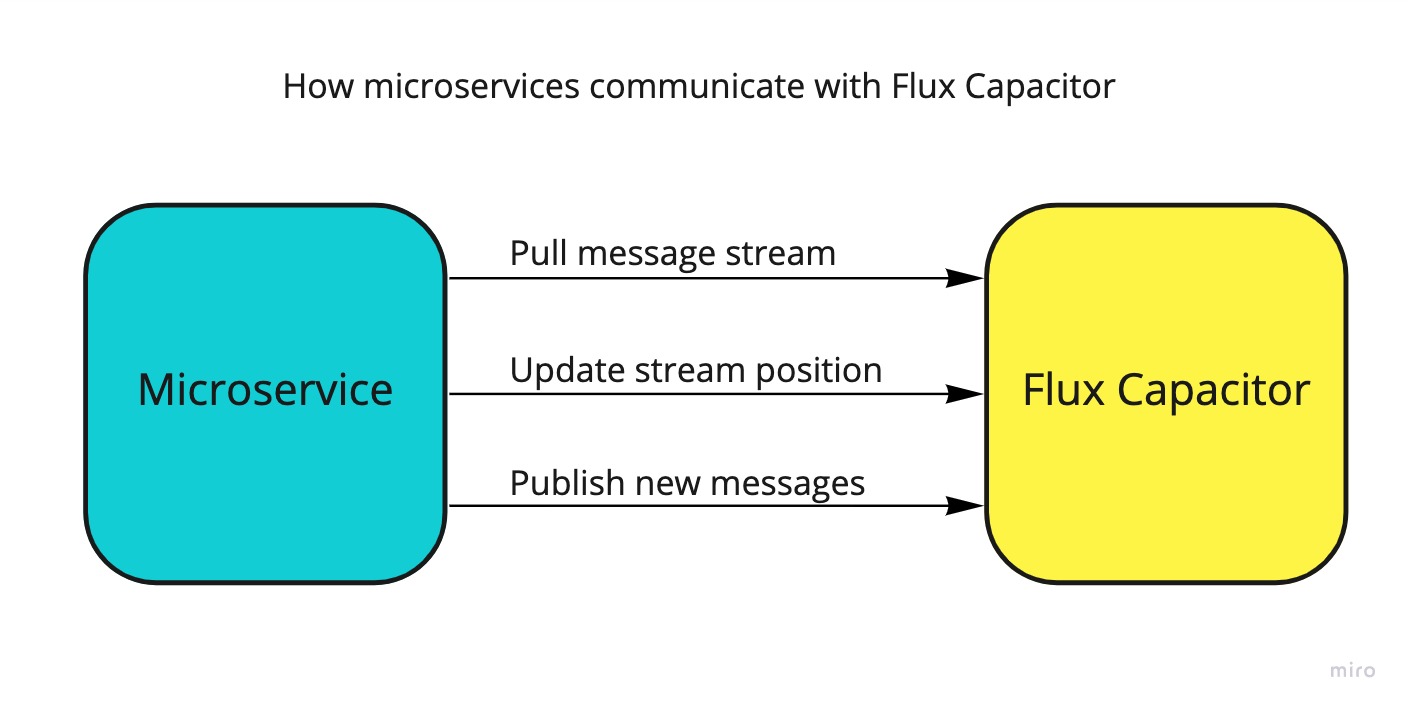 How microservices communicate with Flux Capacitor
Pull message stream
Update stream position
Microservice
Flux Capacitor
Publish new messages
miro